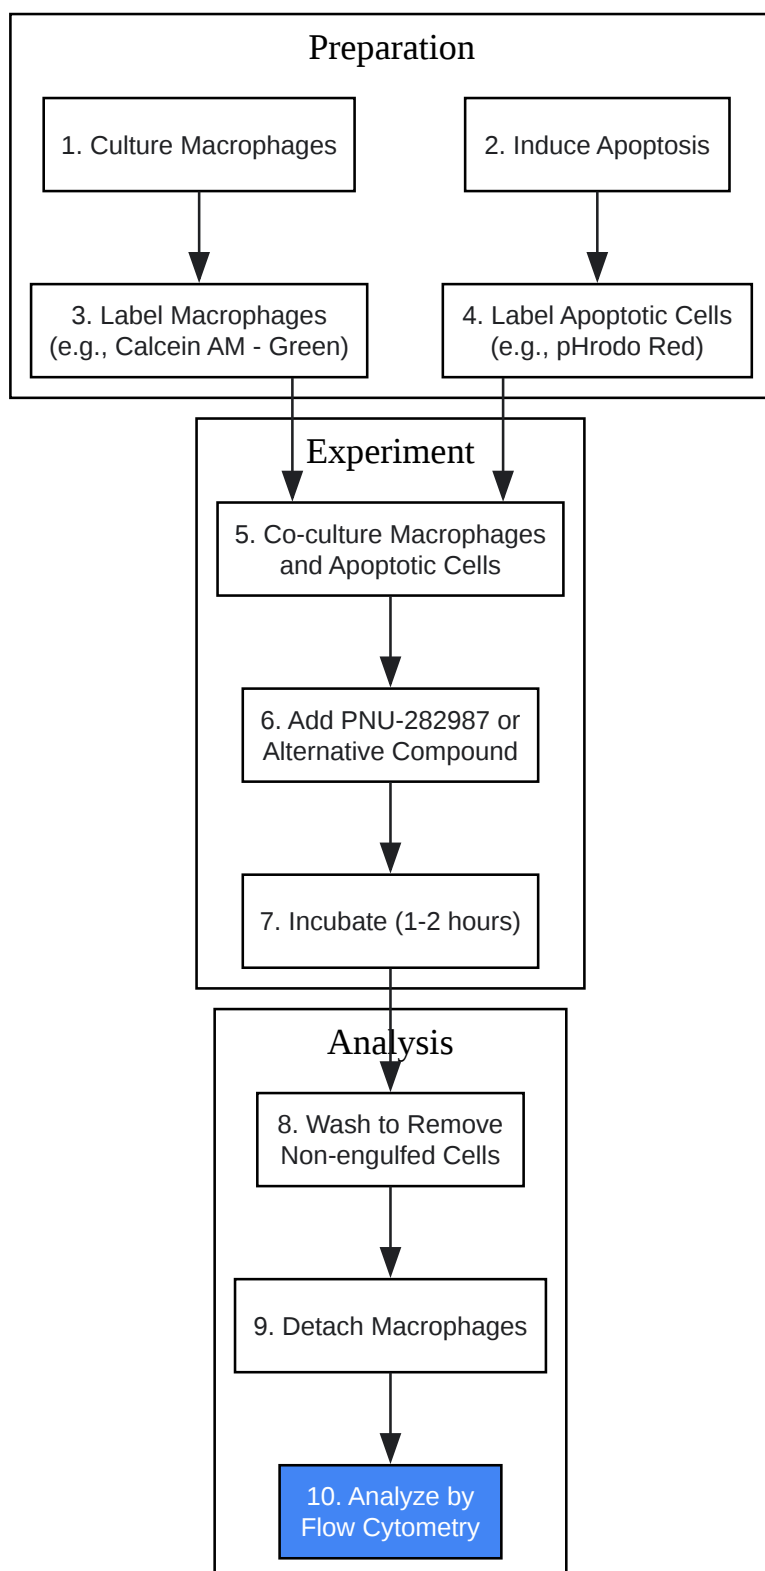 Preparation
1. Culture Macrophages
2. Induce Apoptosis
3. Label Macrophages
(e.g., Calcein AM - Green)
4. Label Apoptotic Cells
(e.g., pHrodo Red)
Experiment
5. Co-culture Macrophages
and Apoptotic Cells
6. Add PNU-282987 or
Alternative Compound
7. Incubate (1-2 hours)
Analysis
8. Wash to Remove
Non-engulfed Cells
9. Detach Macrophages
10. Analyze by
Flow Cytometry